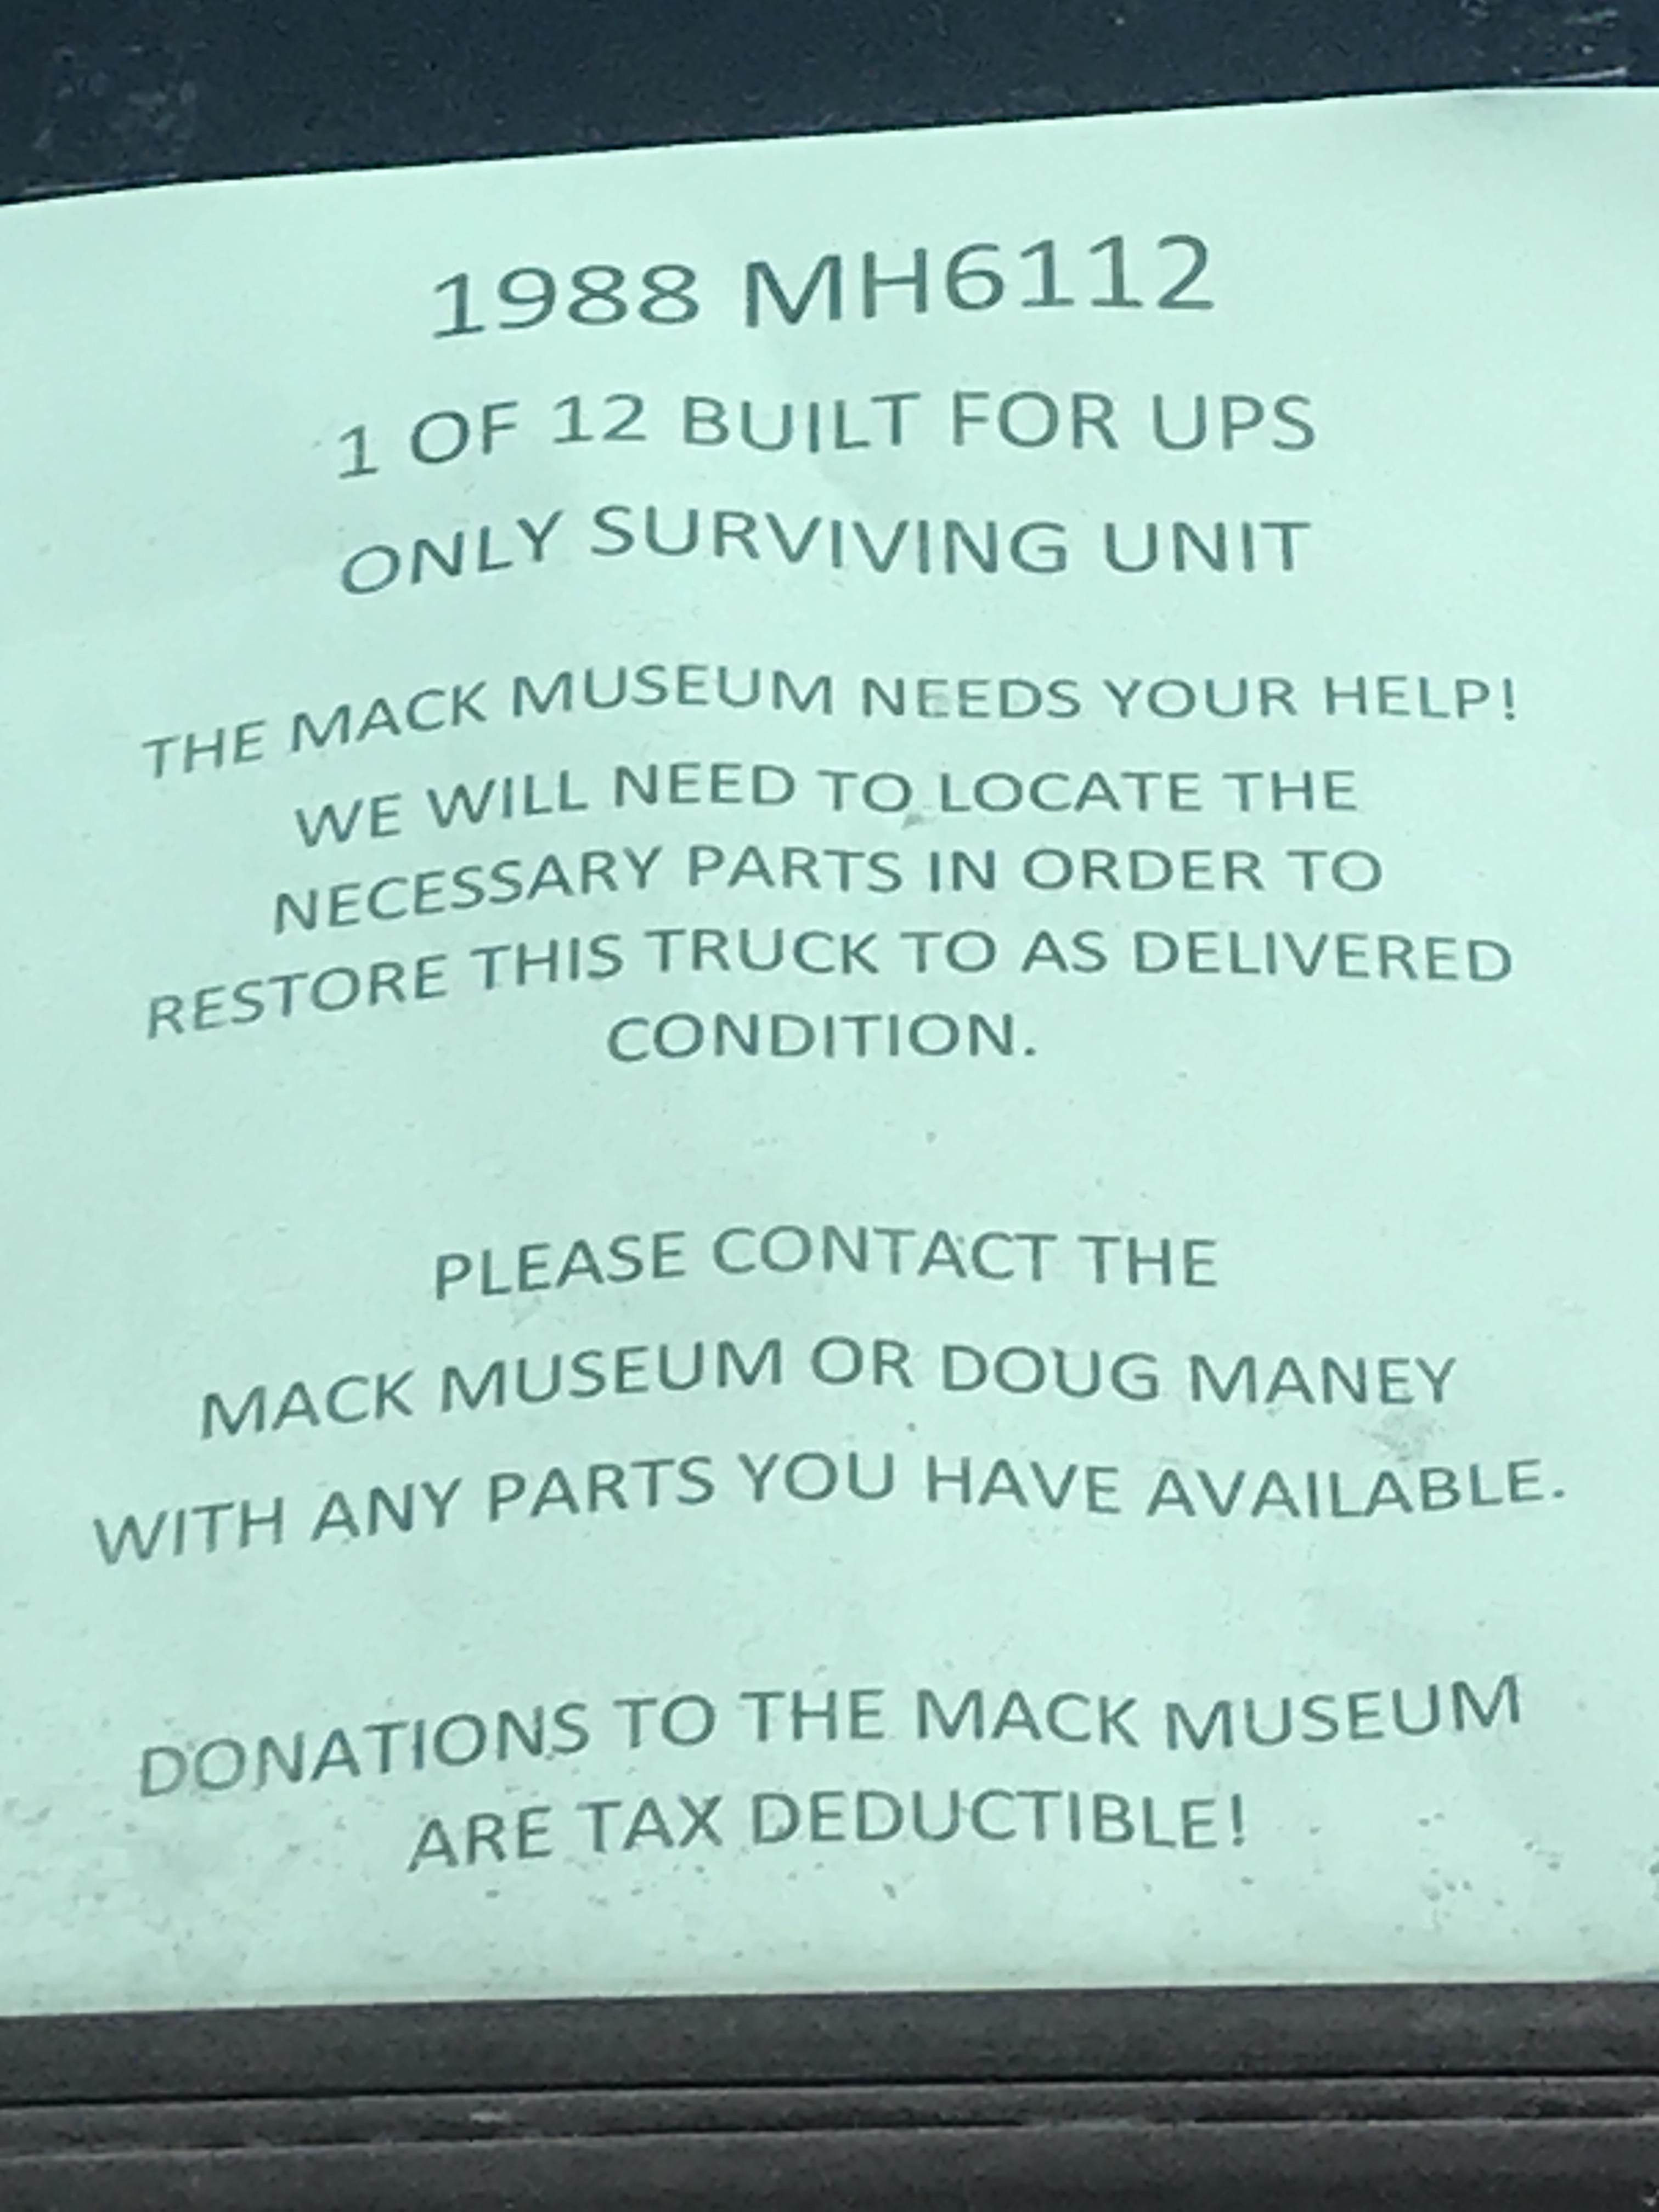 1988 MH6112
1 OF 12 BUILT FOR UPS
ONLY SURVIVING UNIT
THE MACK MUSEUM NEEDS YOUR HELP!
WE WILL NEED TO LOCATE THE
NECESSARY PARTS IN ORDER TO
RESTORE THIS TRUCK TO AS DELIVERED
CONDITION.
PLEASE CONTACT THE
MACK MUSEUM OR DOUG MANEY
WITH ANY PARTS YOU HAVE AVAILABLE.
DONATIONS TO THE MACK MUSEUM
ARE TAX DEDUCTIBLE!